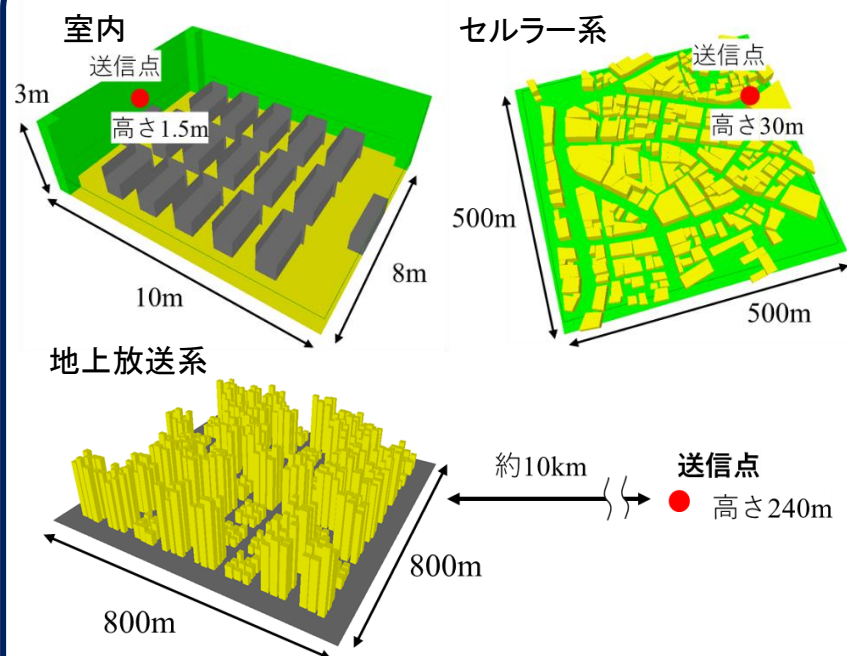 室内
送信点
3m
高さ1.5m
10m
8m
セルラー系
送信点
高さ30m
500m
500m
地上放送系
約10km
送信点
高さ240m
800m
800m